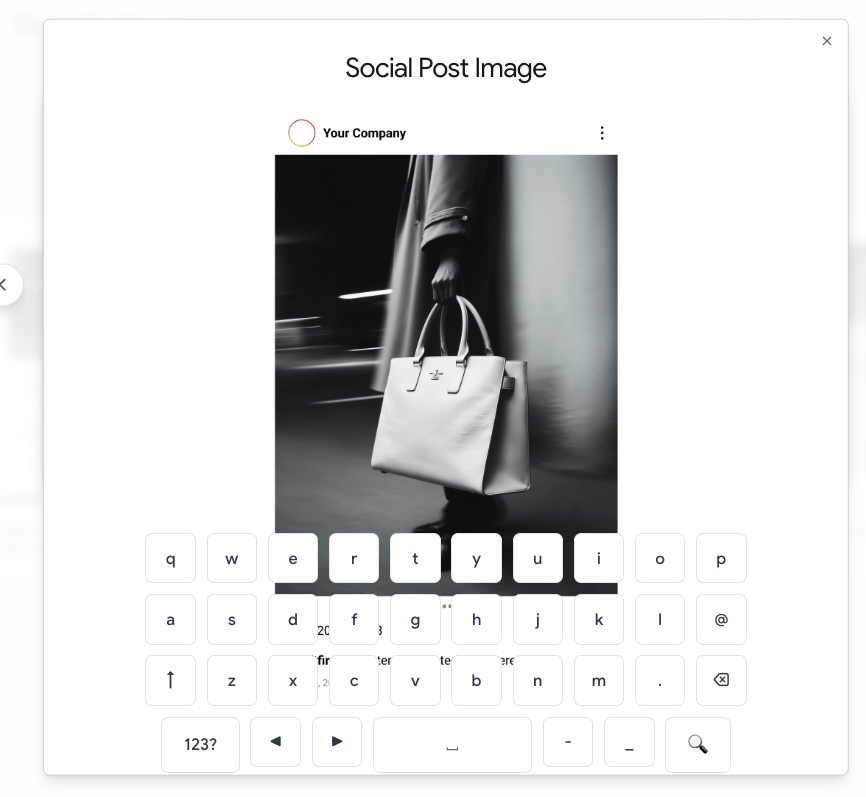 Social Post Image
Your Company
q w e r t y u i o p
a s d f g h j k l @
↑ z x c v b n m .
123? ◀ ▶ ⎵ - _